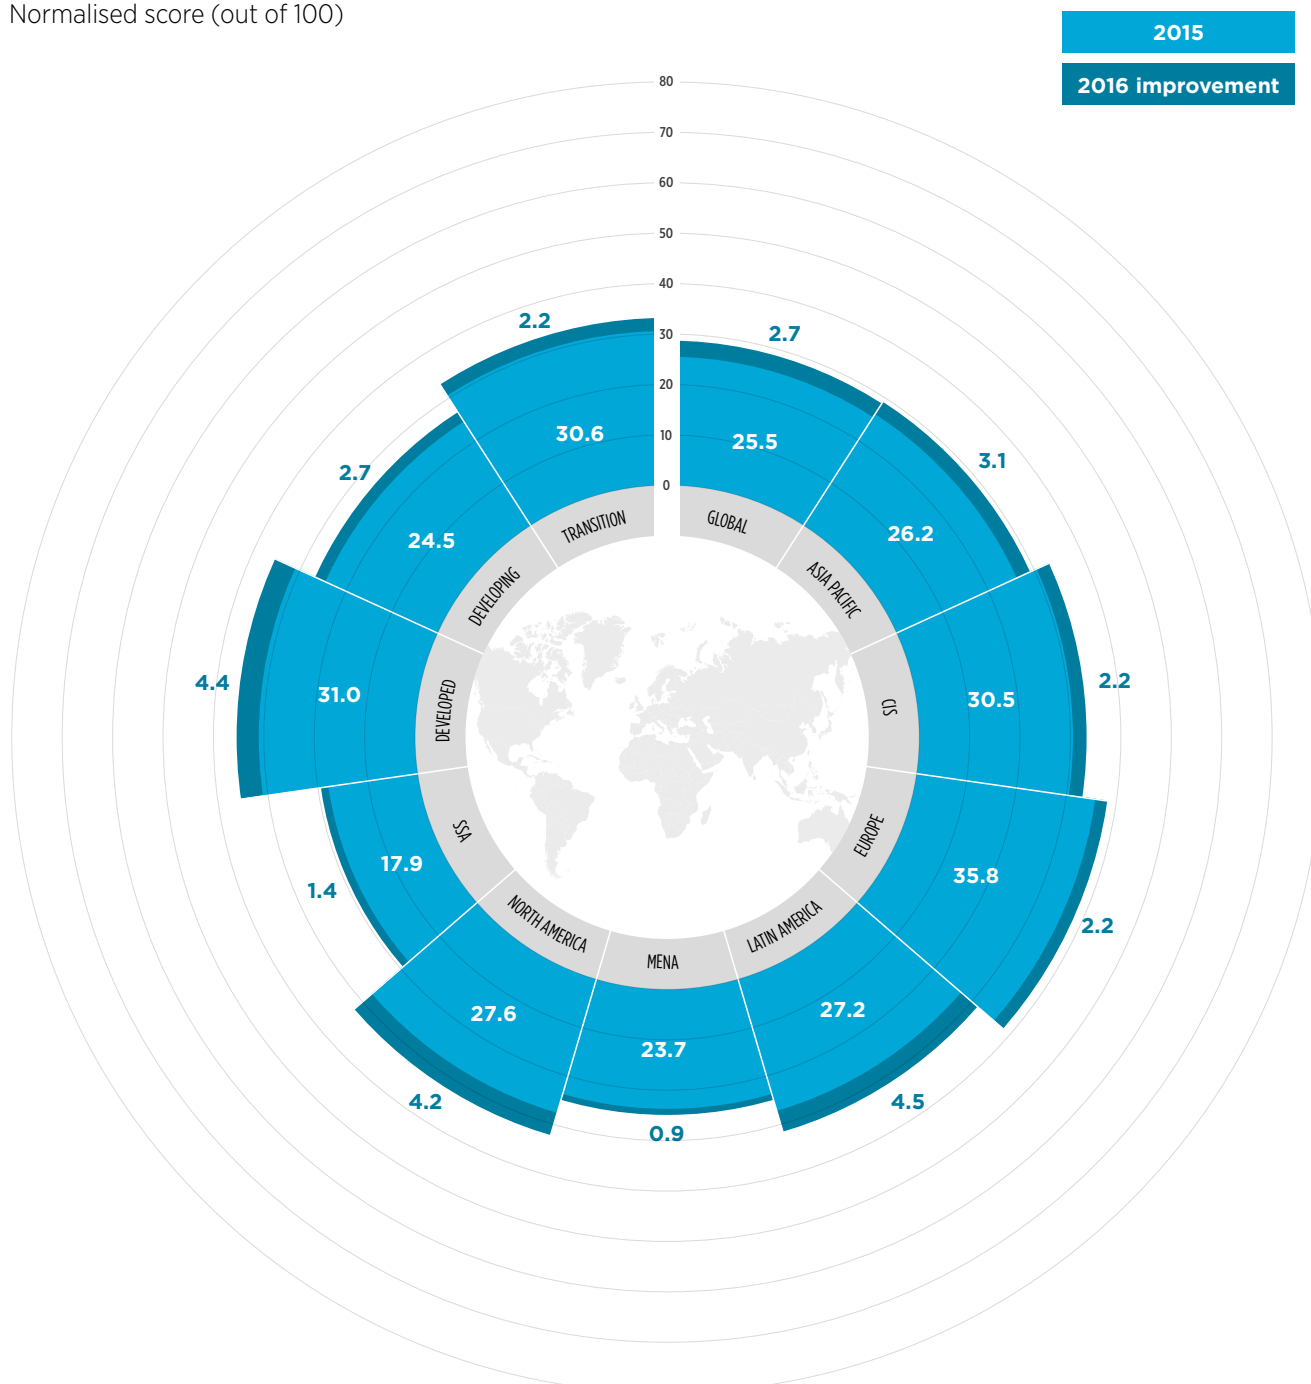 Normalised score (out of 100)
2015
2016 improvement
80
70
60
50
40
30
20
10
0
2.7
25.5
GLOBAL
3.1
26.2
ASIA PACIFIC
2.2
30.5
CIS
2.2
35.8
EUROPE
4.5
27.2
LATIN AMERICA
0.9
23.7
MENA
4.2
27.6
NORTH AMERICA
1.4
17.9
SSA
4.4
31.0
DEVELOPED
2.7
24.5
DEVELOPING
2.2
30.6
TRANSITION